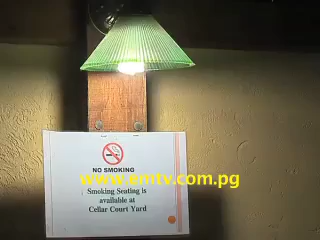 NO SMOKING
www.emtv.com.pg
Smoking Seating is
available at
Cellar Court Yard